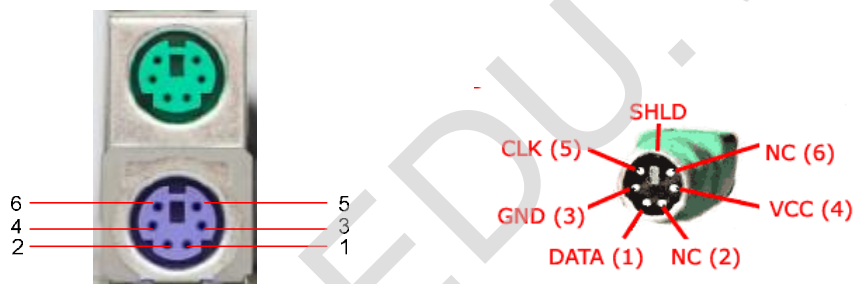 6 5
4 3
2 1
SHLD
CLK (5) NC (6)
GND (3) VCC (4)
DATA (1) NC (2)
EDU.